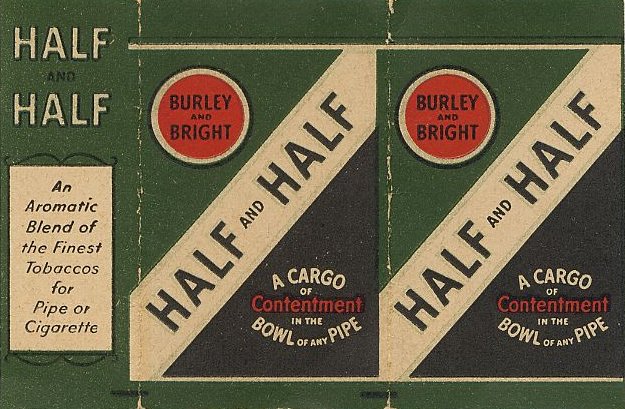 HALF
AND
HALF
An
Aromatic
Blend of
the Finest
Tobaccos
for
Pipe or
Cigarette
BURLEY
AND
BRIGHT
HALF AND HALF
A CARGO
OF
Contentment
IN THE
BOWL OF ANY PIPE
BURLEY
AND
BRIGHT
HALF AND HALF
A CARGO
OF
Contentment
IN THE
BOWL OF ANY PIPE